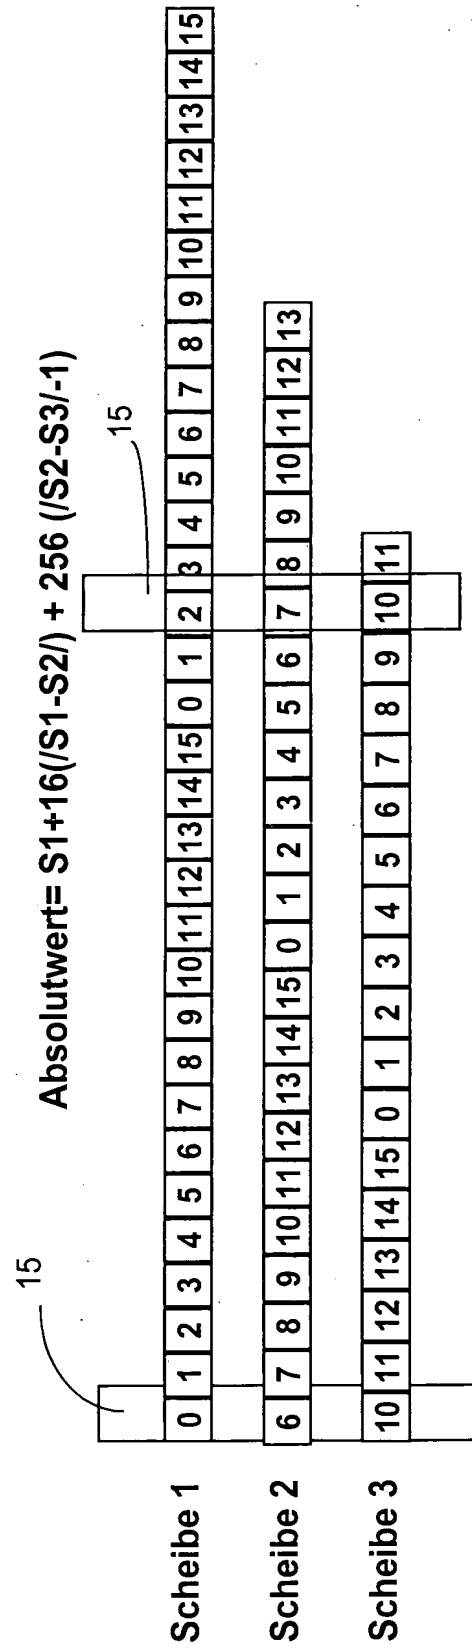 Absolutwert= S1+16(/S1-S2/) + 256 (/S2-S3/-1)
15
15
Scheibe 1 0 1 2 3 4 5 6 7 8 9 10 11 12 13 14 15 0 1 2 3 4 5 6 7 8 9 10 11 12 13 14 15
Scheibe 2 6 7 8 9 10 11 12 13 14 15 0 1 2 3 4 5 6 7 8 9 10 11 12 13
Scheibe 3 10 11 12 13 14 15 0 1 2 3 4 5 6 7 8 9 10 11